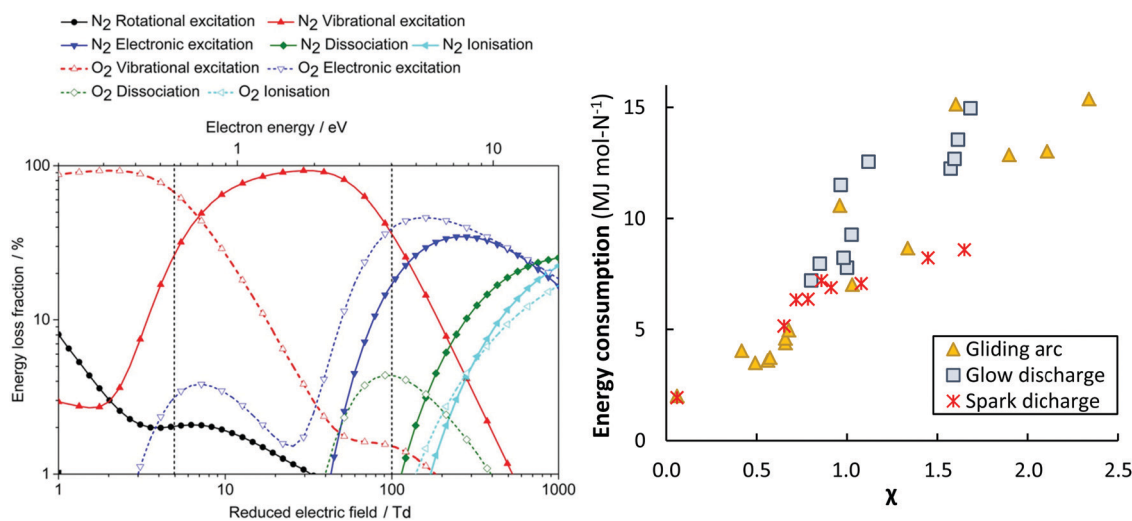 N2 Rotational excitation N2 Vibrational excitation
N2 Electronic excitation N2 Dissociation N2 Ionisation
O2 Vibrational excitation O2 Electronic excitation
O2 Dissociation O2 Ionisation
Electron energy / eV
1 10
100
10
1
Energy loss fraction / %
1 10 100 1000
Reduced electric field / Td
15
10
5
0
Energy consumption (MJ mol-N⁻¹)
Gliding arc
Glow discharge
Spark dicharge
0.0 0.5 1.0 1.5 2.0 2.5
χ